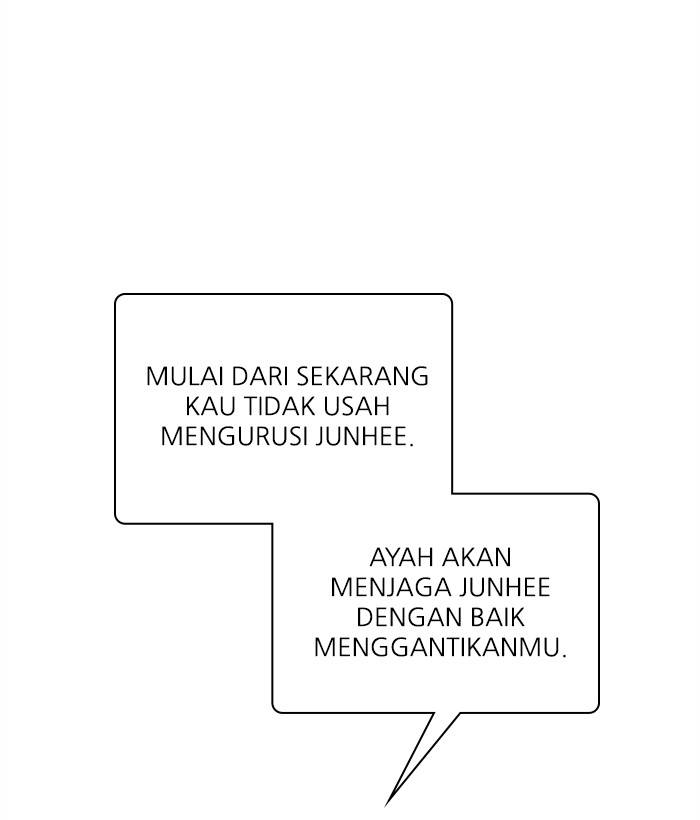 MULAI DARI SEKARANG
KAU TIDAK USAH
MENGURUSI JUNHEE.
AYAH AKAN
MENJAGA JUNHEE
DENGAN BAIK
MENGGANTIKANMU.